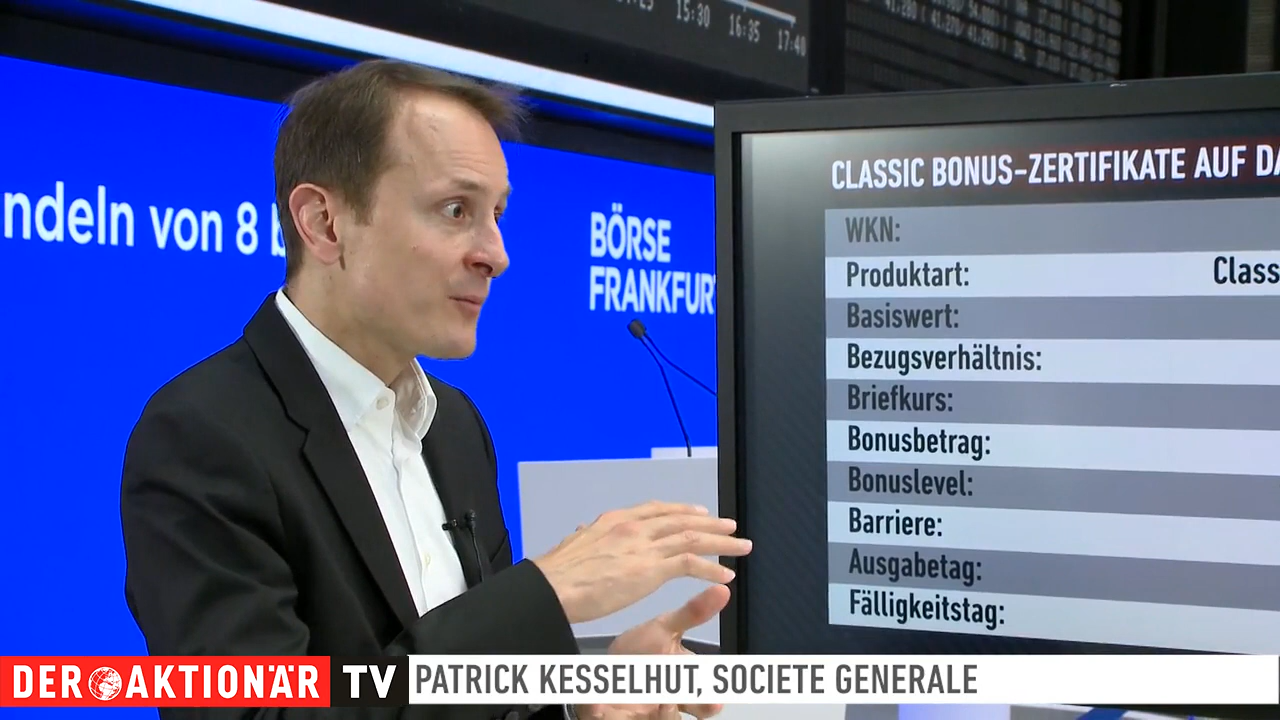 15:30
16:35
17:40
ndeln von 8 b
BÖRSE
FRANKFUR
CLASSIC BONUS-ZERTIFIKATE AUF DA
WKN:
Produktart: Class
Basiswert:
Bezugsverhältnis:
Briefkurs:
Bonusbetrag:
Bonuslevel:
Barriere:
Ausgabetag:
Fälligkeitstag:
DER AKTIONÄR TV
PATRICK KESSELHUT, SOCIETE GENERALE